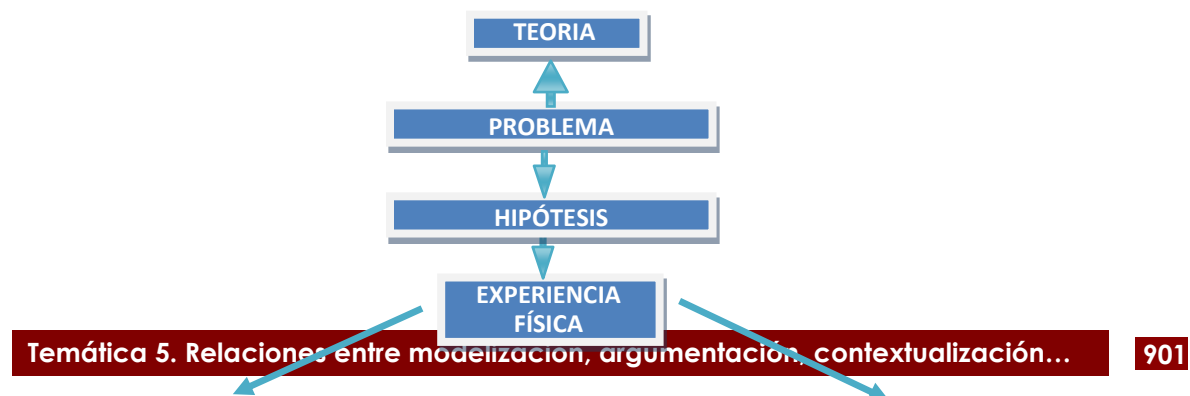 TEORIA
PROBLEMA
HIPÓTESIS
EXPERIENCIA
FÍSICA
Temática 5. Relaciones entre modelización, argumentación, contextualización…
901